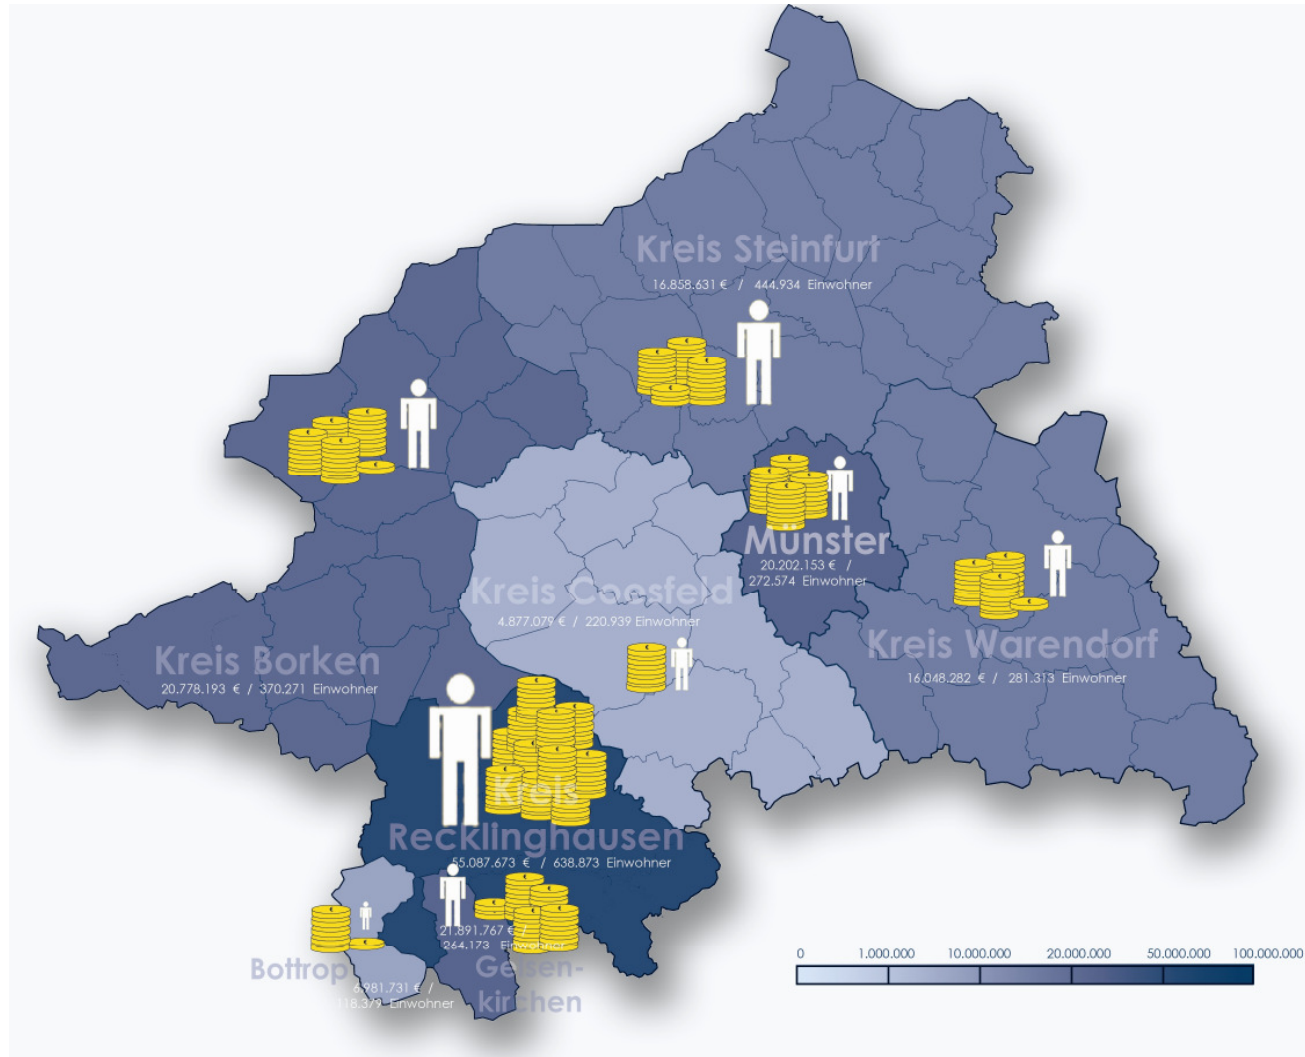 Kreis Steinfurt
16.858.631 € / 444.934 Einwohner
Münster
20.202.153 € /
272.574 Einwohner
Kreis Coesfeld
4.877.079 € / 220.939 Einwohner
Kreis Warendorf
16.048.282 € / 281.313 Einwohner
Kreis Borken
20.778.193 € / 370.271 Einwohner
Kreis
Recklinghausen
55.087.673 € / 638.873 Einwohner
21.891.767 € /
264.173 Einwohner
Gelsen-
kirchen
Bottrop
6.981.731 € /
118.379 Einwohner
0 1.000.000 10.000.000 20.000.000 50.000.000 100.000.000